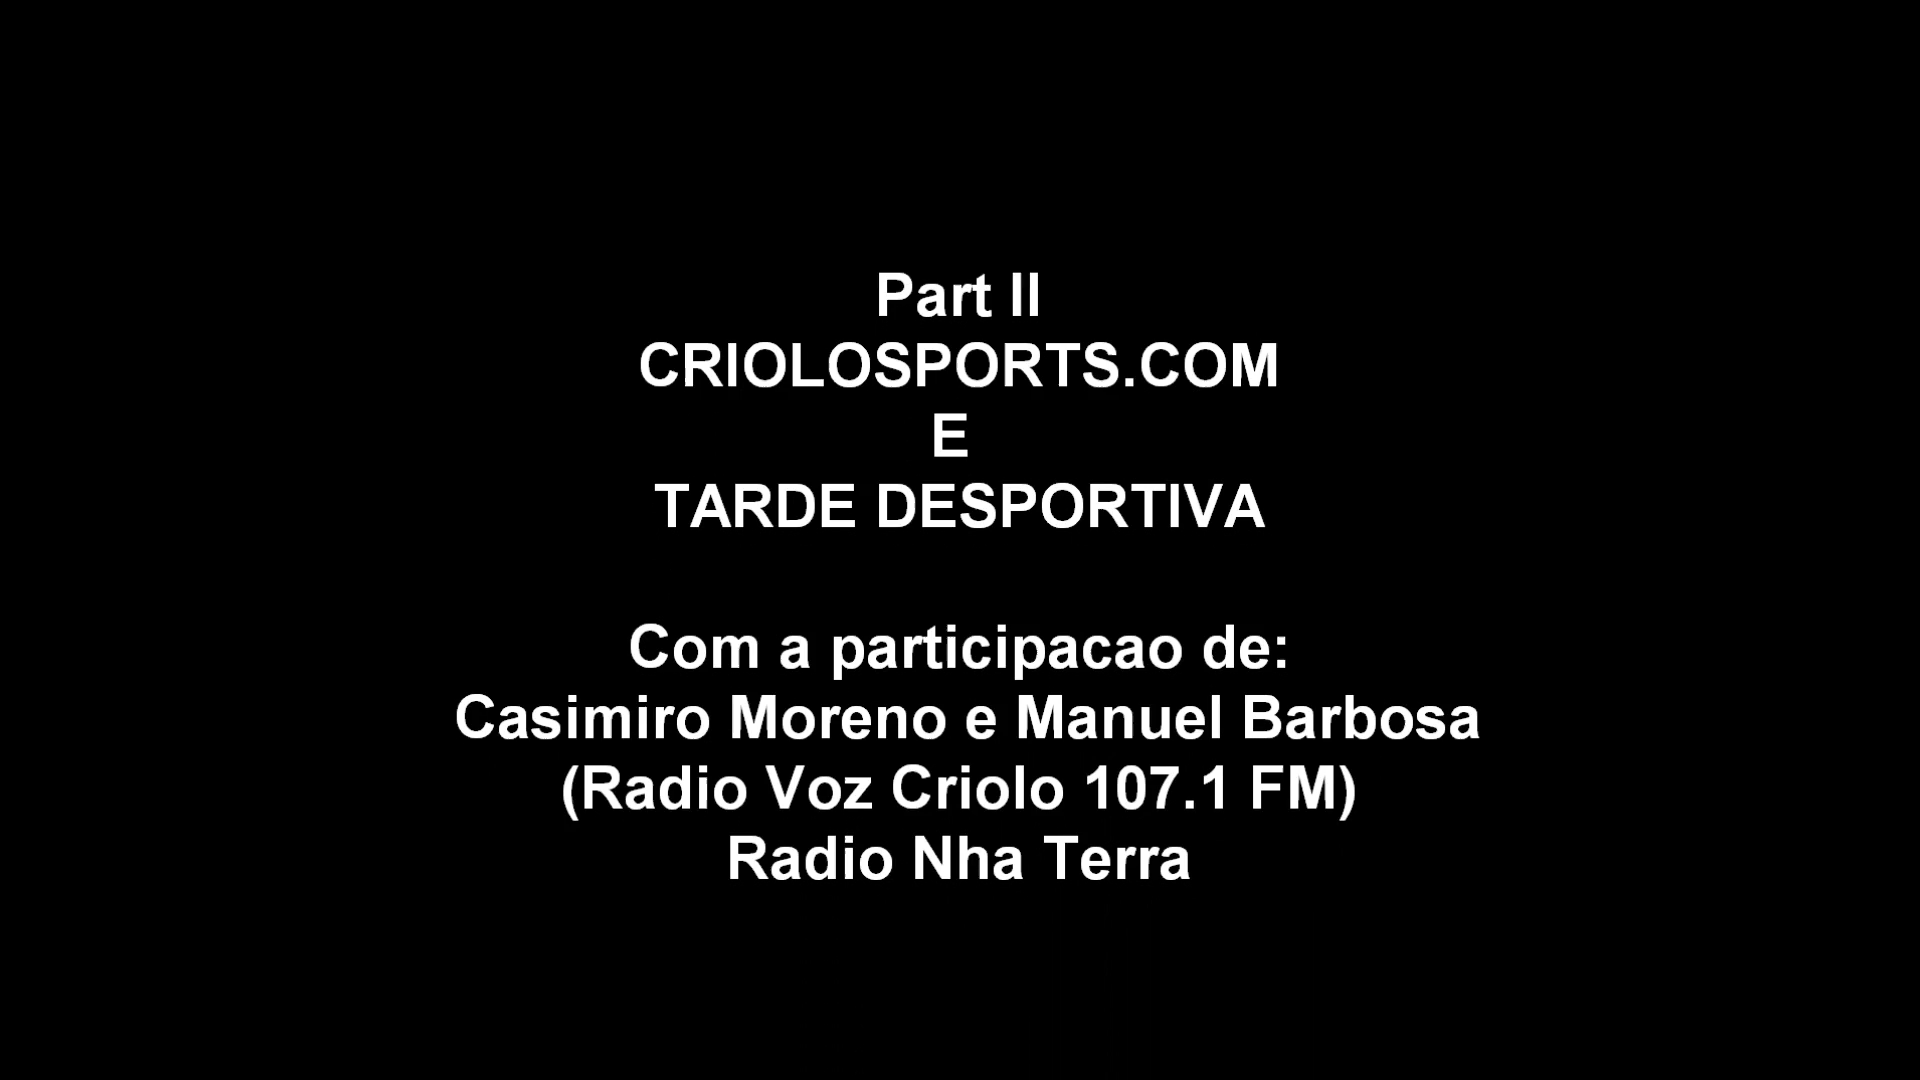 Part II
CRIOLOSPORTS.COM
E
TARDE DESPORTIVA
Com a participacao de:
Casimiro Moreno e Manuel Barbosa
(Radio Voz Criolo 107.1 FM)
Radio Nha Terra